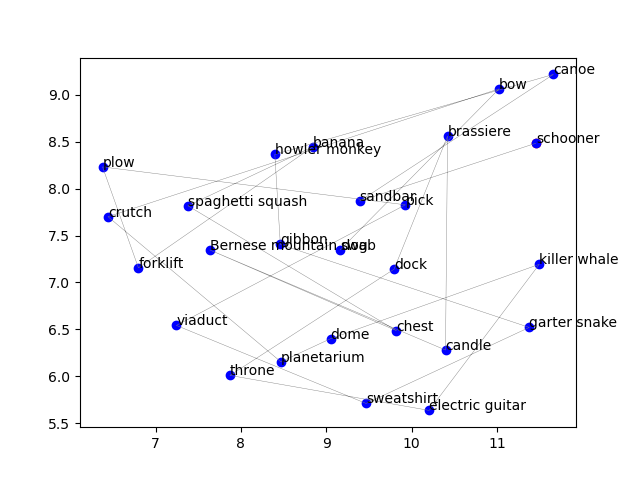 canoe
bow
9.0
brassiere
banana
schooner
8.5
howler monkey
plow
8.0
sandbar
pick
spaghetti squash
crutch
7.5
gibbon
Bernese mountain dog
killer whale
forklift
dock
7.0
viaduct
garter snake
6.5
chest
dome
candle
planetarium
throne
6.0
sweatshirt
electric guitar
5.5
7 8 9 10 11